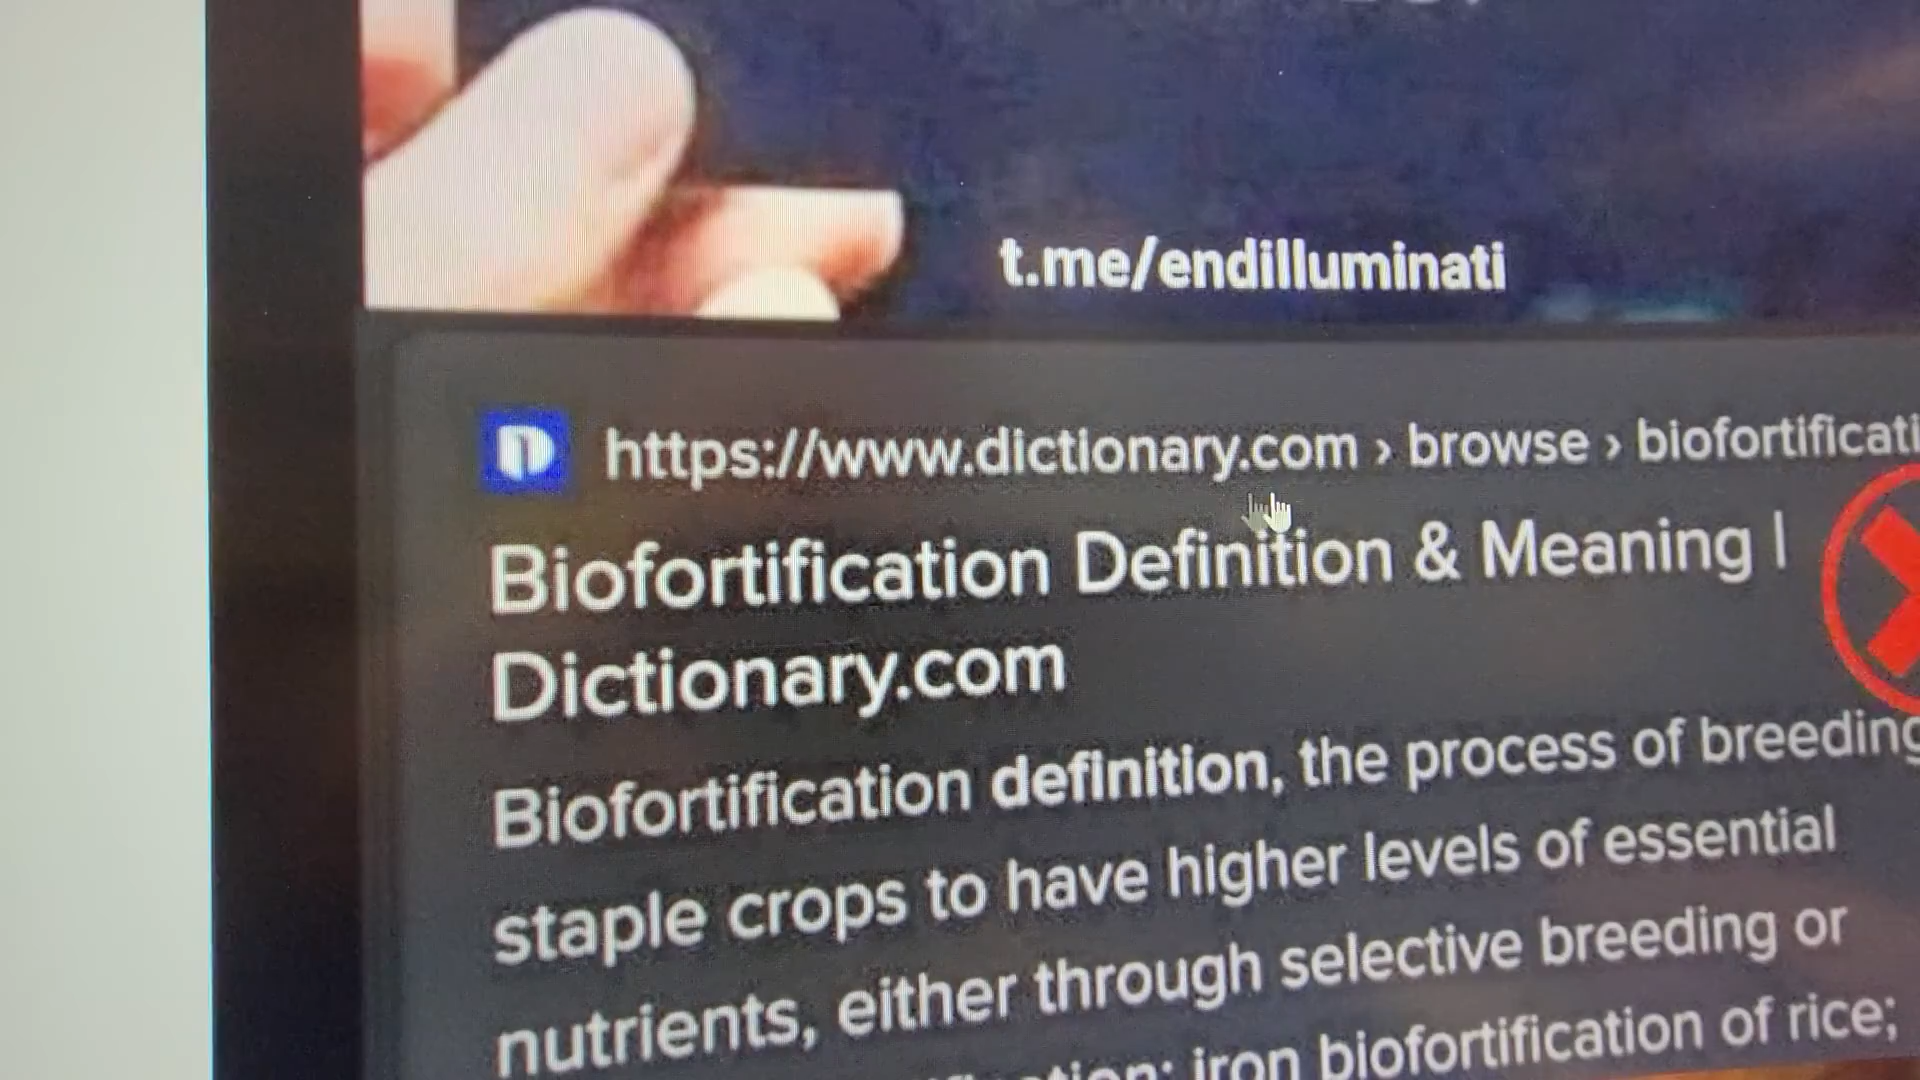 t.me/endilluminati
https://www.dictionary.com › browse › biofortificati
Biofortification Definition & Meaning |
Dictionary.com
Biofortification definition, the process of breeding
staple crops to have higher levels of essential
nutrients, either through selective breeding or
iron biofortification of rice;